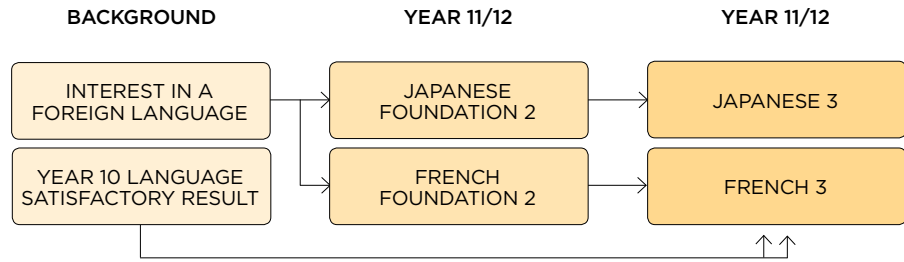 BACKGROUND
YEAR 11/12
YEAR 11/12
INTEREST IN A
FOREIGN LANGUAGE
JAPANESE
FOUNDATION 2
JAPANESE 3
YEAR 10 LANGUAGE
SATISFACTORY RESULT
FRENCH
FOUNDATION 2
FRENCH 3